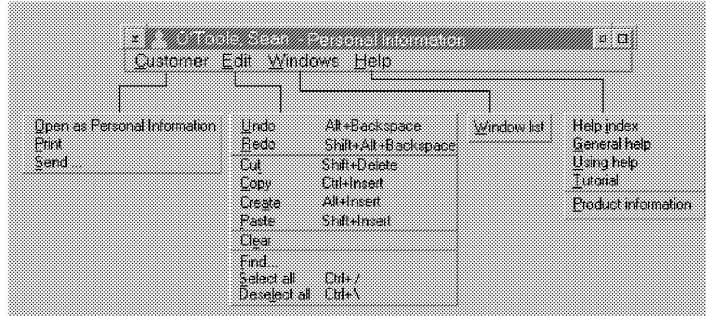 O'Toole, Sean - Personal Information
Customer Edit Windows Help
Open as Personal Information
Print
Send...
Undo Alt+Backspace
Redo Shift+Alt+Backspace
Cut Shift+Delete
Copy Ctrl+Insert
Create Alt+Insert
Paste Shift+Insert
Clear
Find...
Select all Ctrl+/
Deselect all Ctrl+\
Window list
Help index
General help
Using help
Tutorial
Product information